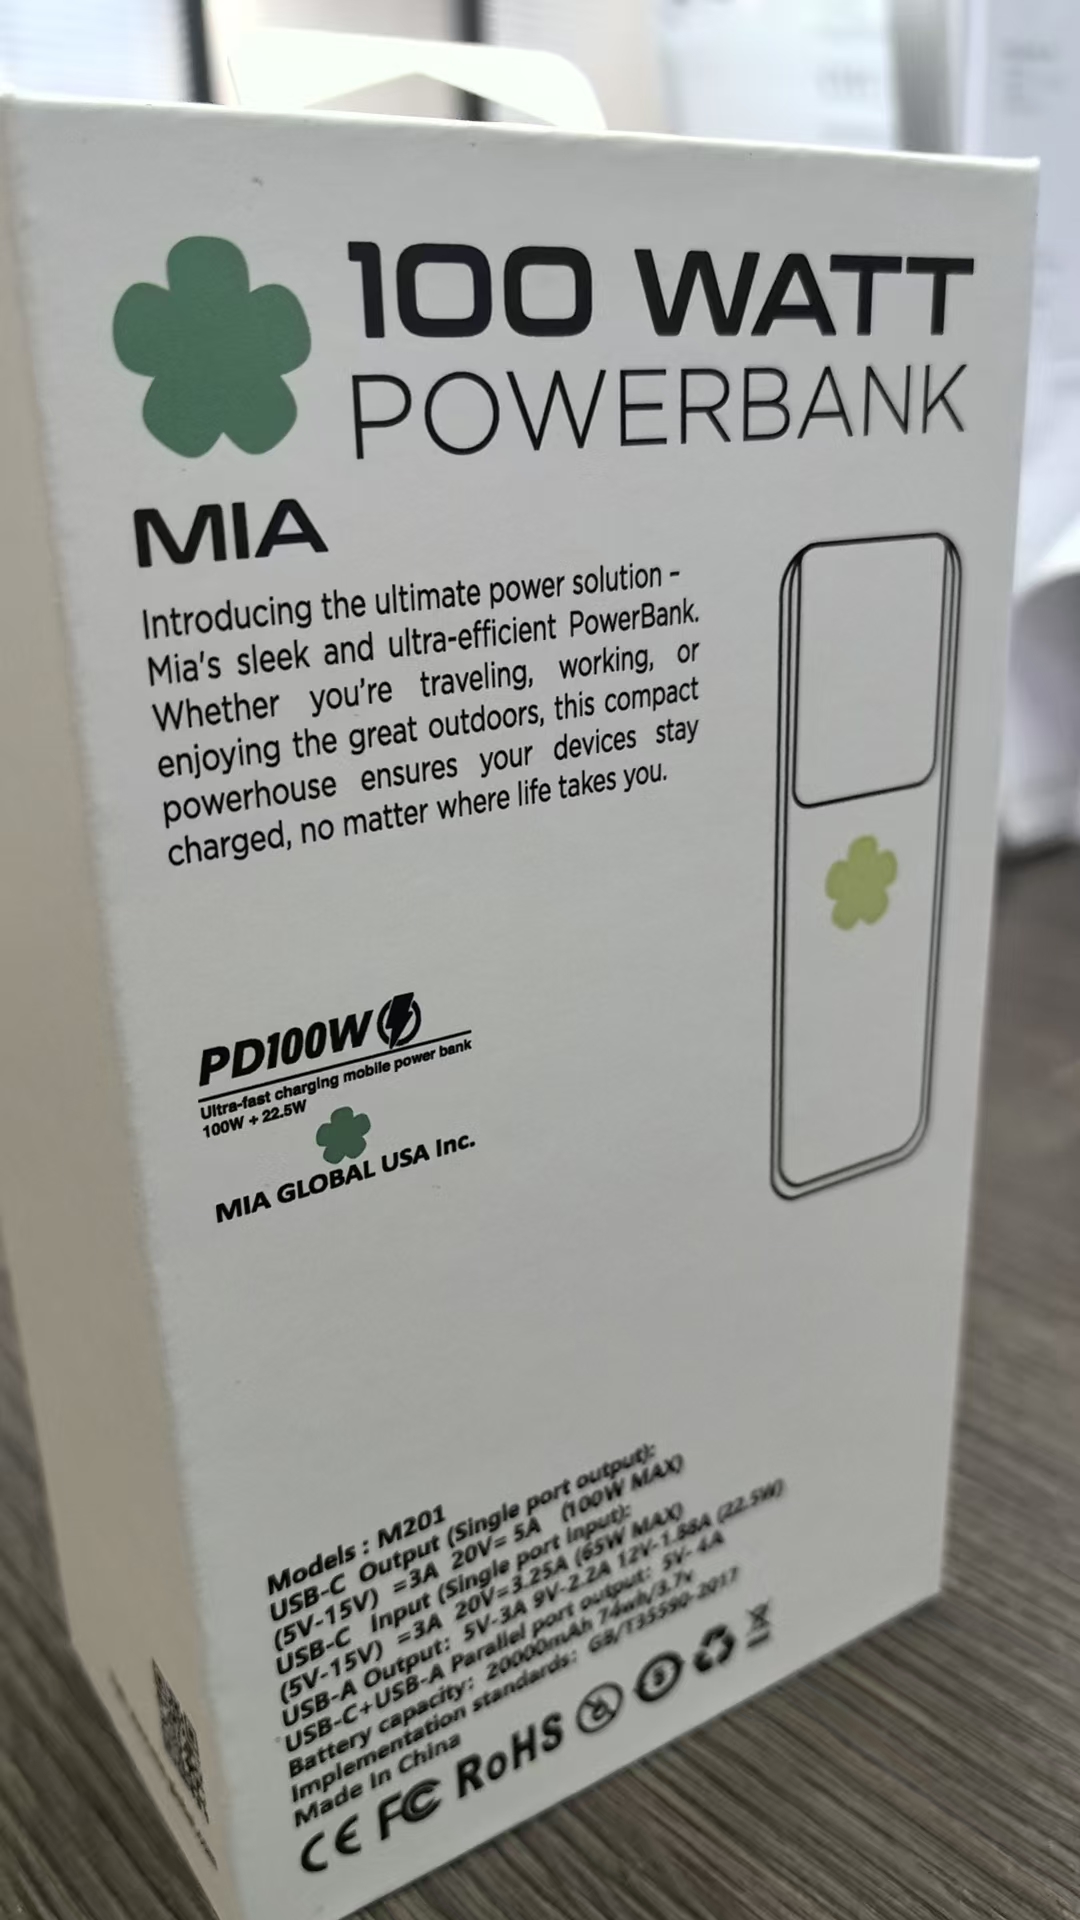 100 WATT
POWERBANK
MIA
Introducing the ultimate power solution -
Mia's sleek and ultra-efficient PowerBank.
Whether you're traveling, working, or
enjoying the great outdoors, this compact
powerhouse ensures your devices stay
charged, no matter where life takes you.
PD100W
Ultra-fast charging mobile power bank
100W + 22.5W
MIA GLOBAL USA Inc.
Models : M201
USB-C Output (Single port output):
(5V-15V) =3A 20V= 5A (100W MAX)
USB-C Input (Single port Input):
(5V-15V) =3A 20V=3.25A (65W MAX)
USB-A Output: 5V-3A 9V-2.2A 12V-1.88A (22.5W)
USB-C+USB-A Parallel port output: 5V- 4A
Battery capacity: 20000mAh 74wh/3.7v
Implementation standards: GB/T35590-2017
Made In China
CE FC RoHS